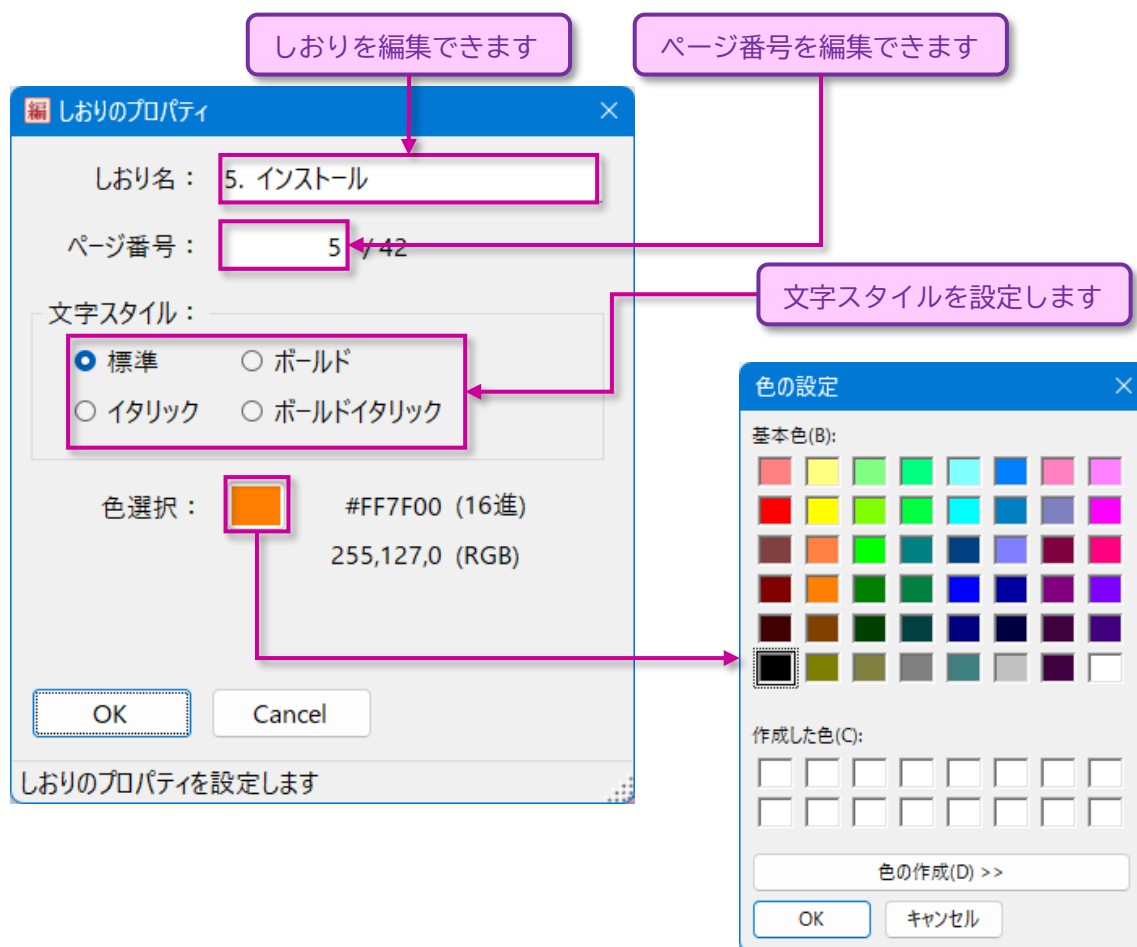 しおりを編集できます
ページ番号を編集できます
編 しおりのプロパティ
しおり名： 5. インストール
ページ番号： 5 / 42
文字スタイル：
文字スタイルを設定します
標準 ボールド
イタリック ボールドイタリック
色選択： #FF7F00 (16進)
255,127,0 (RGB)
OK Cancel
しおりのプロパティを設定します
色の設定
基本色(B):
作成した色(C):
色の作成(D) >>
OK キャンセル